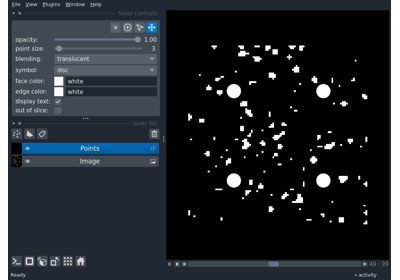 File View Plugins Window Help
layer controls
opacity: 1.00
point size: 3
blending: translucent
symbol: disc
face color: white
edge color: white
display text:
out of slice:
layer list
Points
Image
49 99
Ready activity